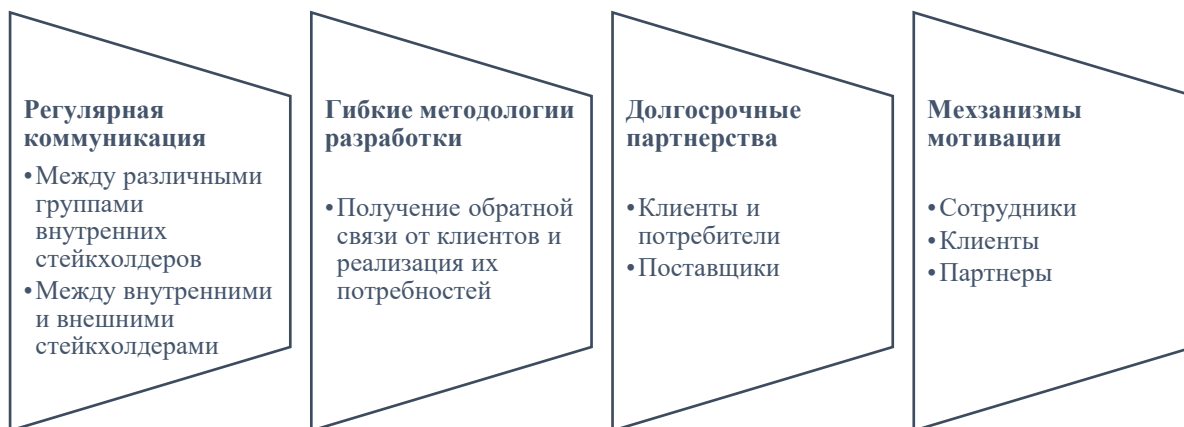 Регулярная
коммуникация
•Между различными
группами
внутренних
стейкхолдеров
•Между внутренними
и внешними
стейкхолдерами
Гибкие методологии
разработки
•Получение обратной
связи от клиентов и
реализация их
потребностей
Долгосрочные
партнерства
•Клиенты и
потребители
•Поставщики
Мехзанизмы
мотивации
•Сотрудники
•Клиенты
•Партнеры